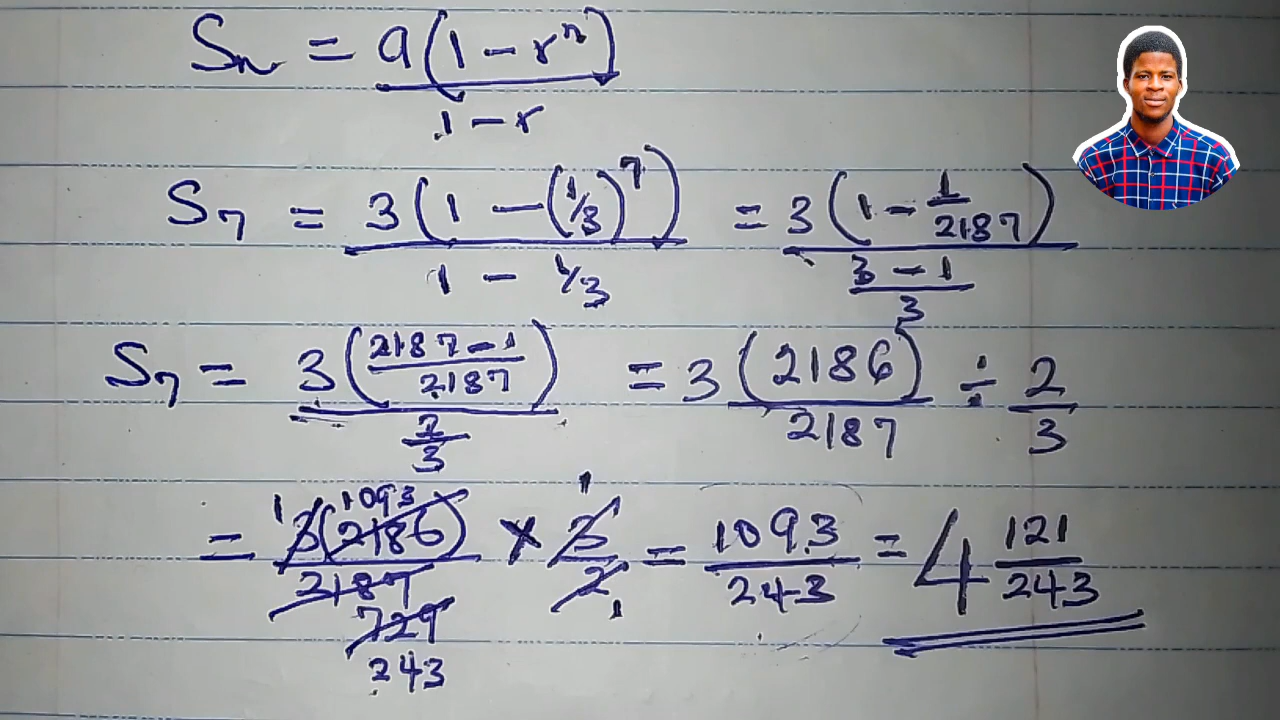 Sn = a(1 - r^n) / 1 - r
S7 = 3(1 - (1/3)^7) / 1 - 1/3 = 3(1 - 1/2187) / (3 - 1)/3
S7 = 3((2187 - 1)/2187) / 2/3 = 3(2186)/2187 ÷ 2/3
= 1 1093 3(2186)/2187 729 243 × 1 3/2 1 = 1093/243 = 4 121/243